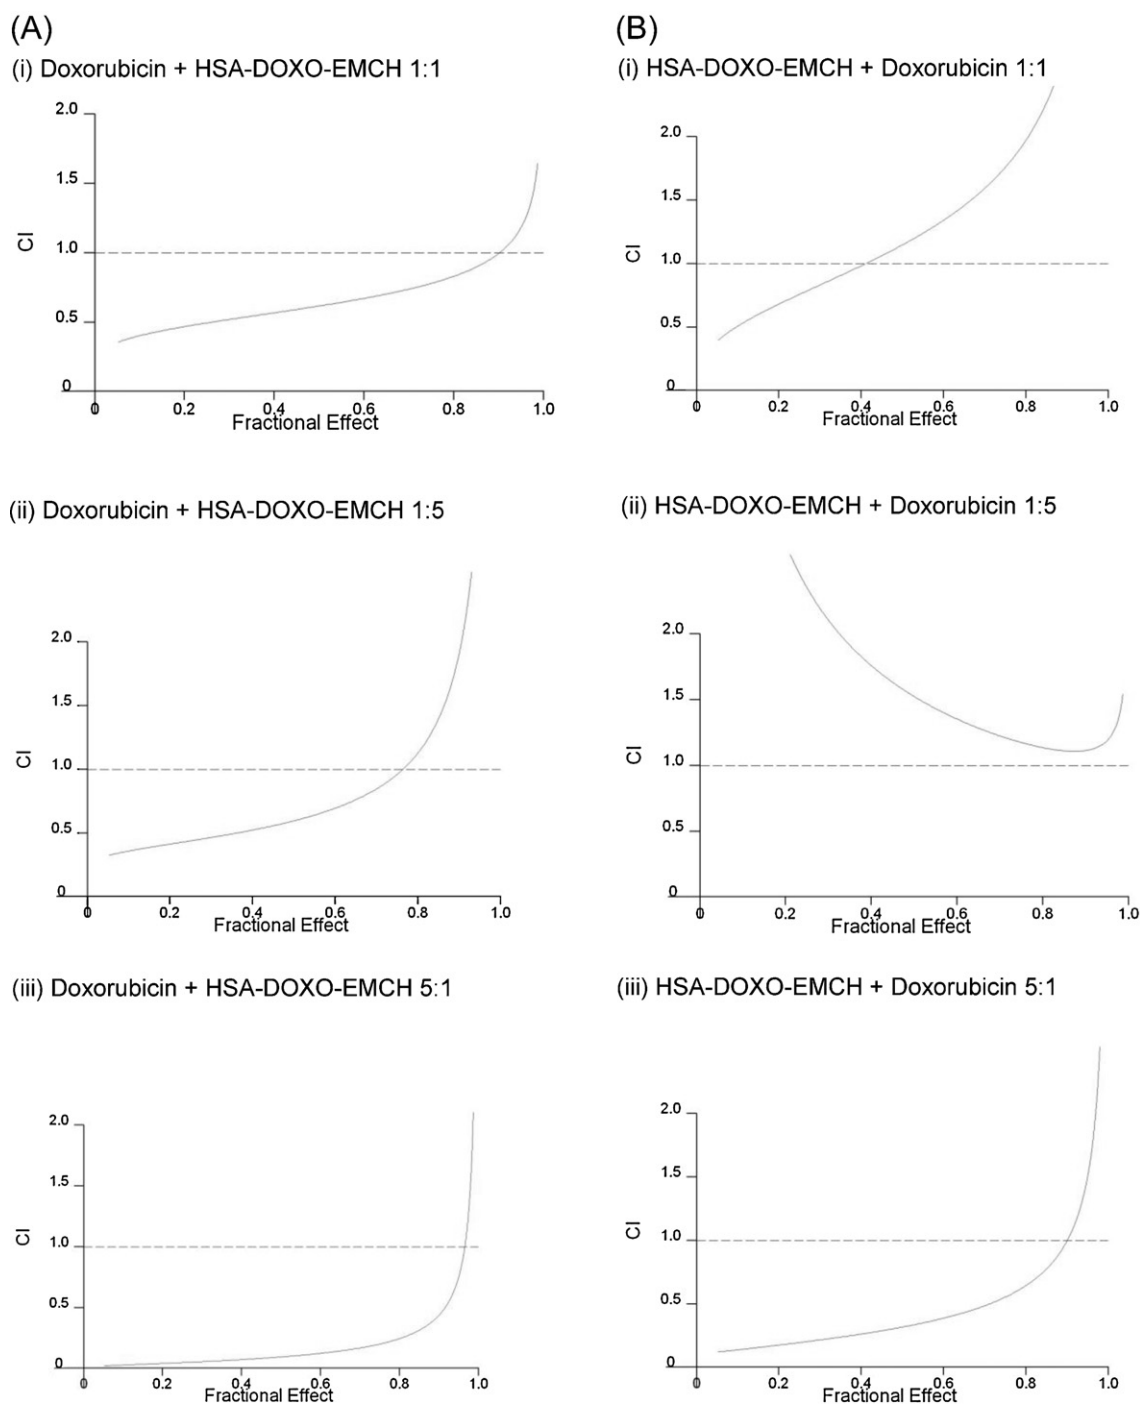 (A)
(i) Doxorubicin + HSA-DOXO-EMCH 1:1
2.0
1.5
1.0
0.5
0
CI
0 0.2 0.4 0.6 0.8 1.0
Fractional Effect
(ii) Doxorubicin + HSA-DOXO-EMCH 1:5
2.0
1.5
1.0
0.5
0
CI
0 0.2 0.4 0.6 0.8 1.0
Fractional Effect
(iii) Doxorubicin + HSA-DOXO-EMCH 5:1
2.0
1.5
1.0
0.5
0
CI
0 0.2 0.4 0.6 0.8 1.0
Fractional Effect
(B)
(i) HSA-DOXO-EMCH + Doxorubicin 1:1
2.0
1.5
1.0
0.5
0
CI
0 0.2 0.4 0.6 0.8 1.0
Fractional Effect
(ii) HSA-DOXO-EMCH + Doxorubicin 1:5
2.0
1.5
1.0
0.5
0
CI
0 0.2 0.4 0.6 0.8 1.0
Fractional Effect
(iii) HSA-DOXO-EMCH + Doxorubicin 5:1
2.0
1.5
1.0
0.5
0
CI
0 0.2 0.4 0.6 0.8 1.0
Fractional Effect